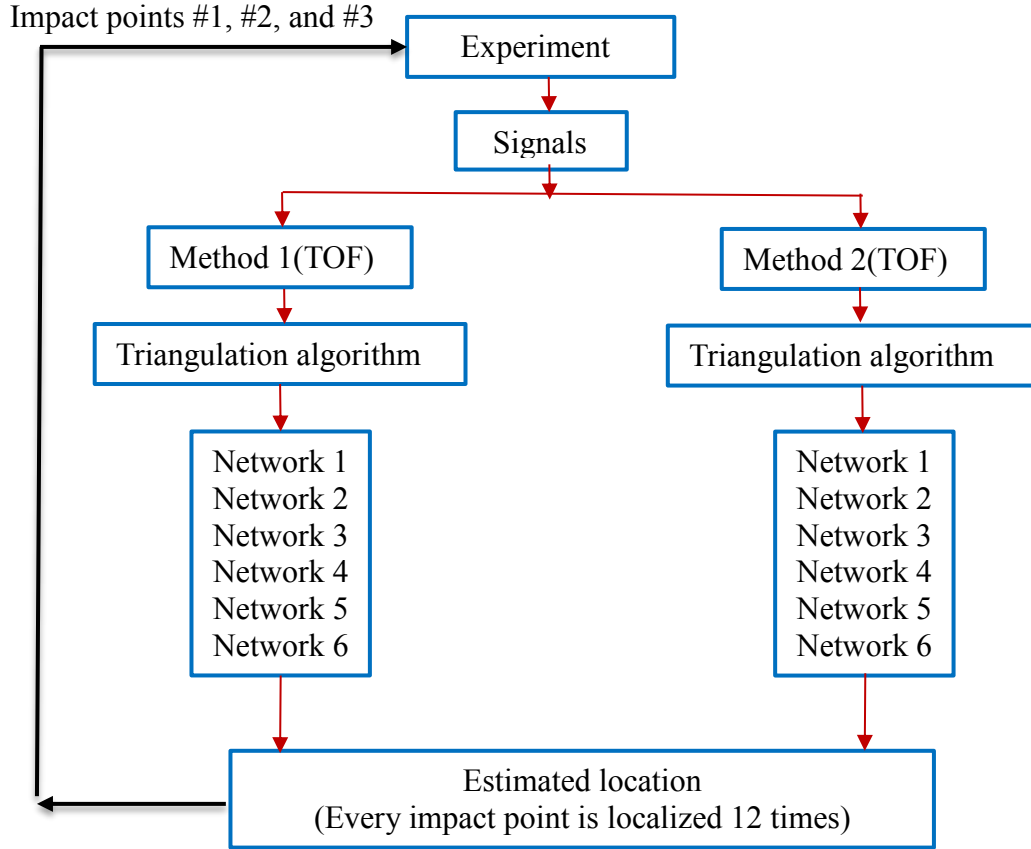 Impact points #1, #2, and #3
Experiment
Signals
Method 1(TOF)
Method 2(TOF)
Triangulation algorithm
Triangulation algorithm
Network 1
Network 2
Network 3
Network 4
Network 5
Network 6
Network 1
Network 2
Network 3
Network 4
Network 5
Network 6
Estimated location
(Every impact point is localized 12 times)